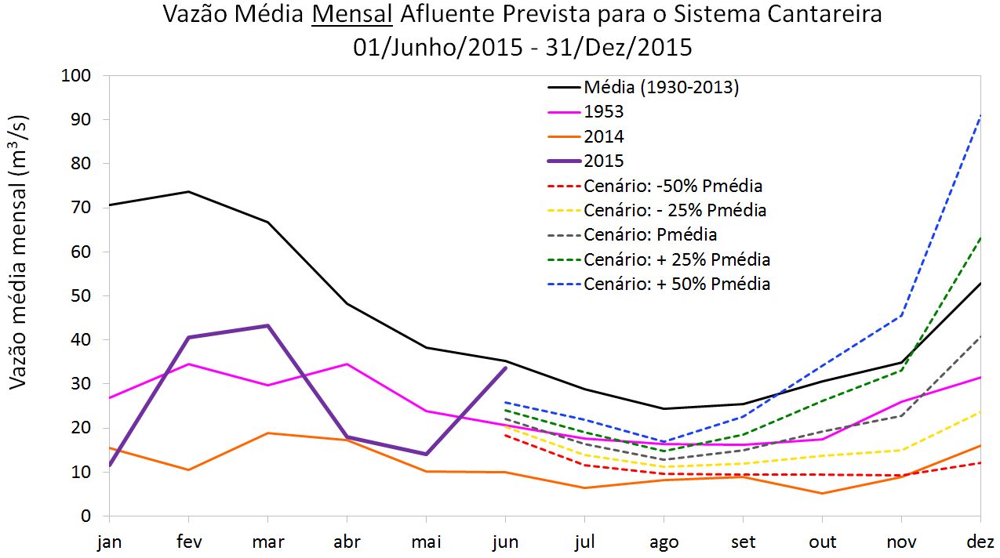 Vazão Média Mensal Afluente Prevista para o Sistema Cantareira
01/Junho/2015 - 31/Dez/2015
Vazão média mensal (m³/s)
100
90
80
70
60
50
40
30
20
10
0
Média (1930-2013)
1953
2014
2015
Cenário: -50% Pmédia
Cenário: - 25% Pmédia
Cenário: Pmédia
Cenário: + 25% Pmédia
Cenário: + 50% Pmédia
jan fev mar abr mai jun jul ago set out nov dez